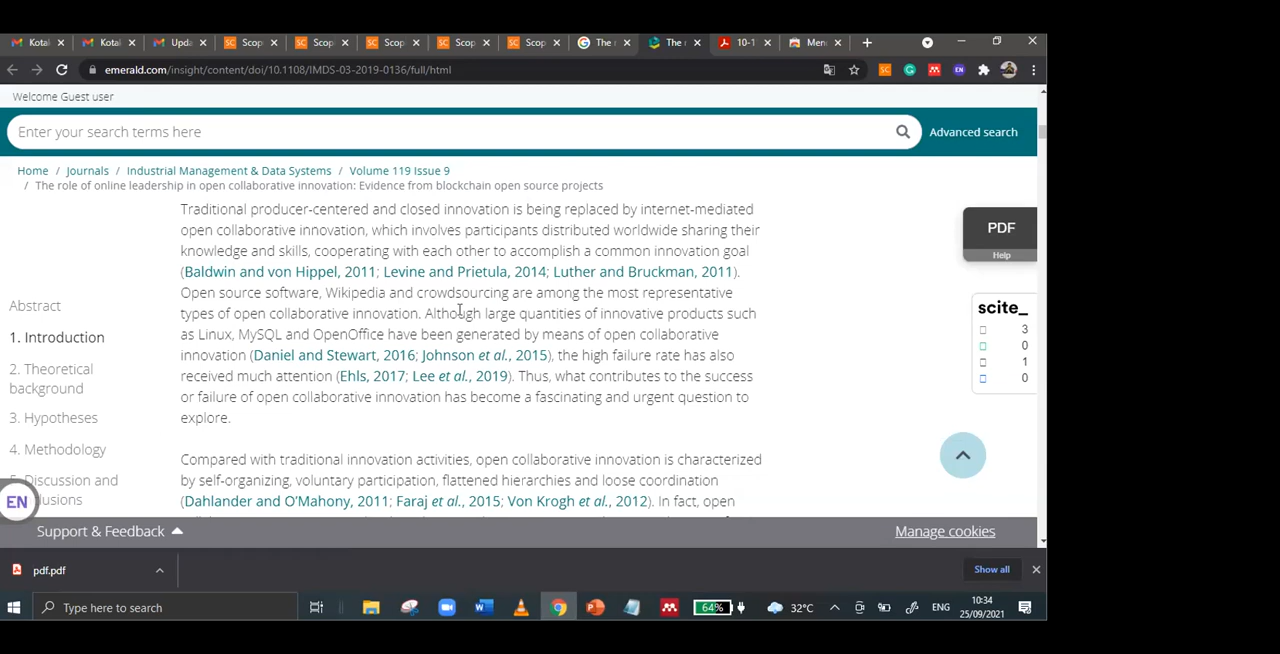 Kotal
Kotal
Upda
Scop
Scop
Scop
Scop
Scop
The
The
10-1
Men
emerald.com/insight/content/doi/10.1108/IMDS-03-2019-0136/full/html
Welcome Guest user
Enter your search terms here
Advanced search
Home / Journals / Industrial Management & Data Systems / Volume 119 Issue 9
/ The role of online leadership in open collaborative innovation: Evidence from blockchain open source projects
Traditional producer-centered and closed innovation is being replaced by internet-mediated
open collaborative innovation, which involves participants distributed worldwide sharing their
knowledge and skills, cooperating with each other to accomplish a common innovation goal
(Baldwin and von Hippel, 2011; Levine and Prietula, 2014; Luther and Bruckman, 2011).
Open source software, Wikipedia and crowdsourcing are among the most representative
types of open collaborative innovation. Although large quantities of innovative products such
as Linux, MySQL and OpenOffice have been generated by means of open collaborative
innovation (Daniel and Stewart, 2016; Johnson et al., 2015), the high failure rate has also
received much attention (Ehls, 2017; Lee et al., 2019). Thus, what contributes to the success
or failure of open collaborative innovation has become a fascinating and urgent question to
explore.
Compared with traditional innovation activities, open collaborative innovation is characterized
by self-organizing, voluntary participation, flattened hierarchies and loose coordination
(Dahlander and O'Mahony, 2011; Faraj et al., 2015; Von Krogh et al., 2012). In fact, open
Abstract
1. Introduction
2. Theoretical
background
3. Hypotheses
4. Methodology
5. Discussion and
EN
PDF
Help
scite_
3
0
1
0
Support & Feedback
Manage cookies
pdf.pdf
Show all
Type here to search
64%
32°C
ENG
10:34
25/09/2021